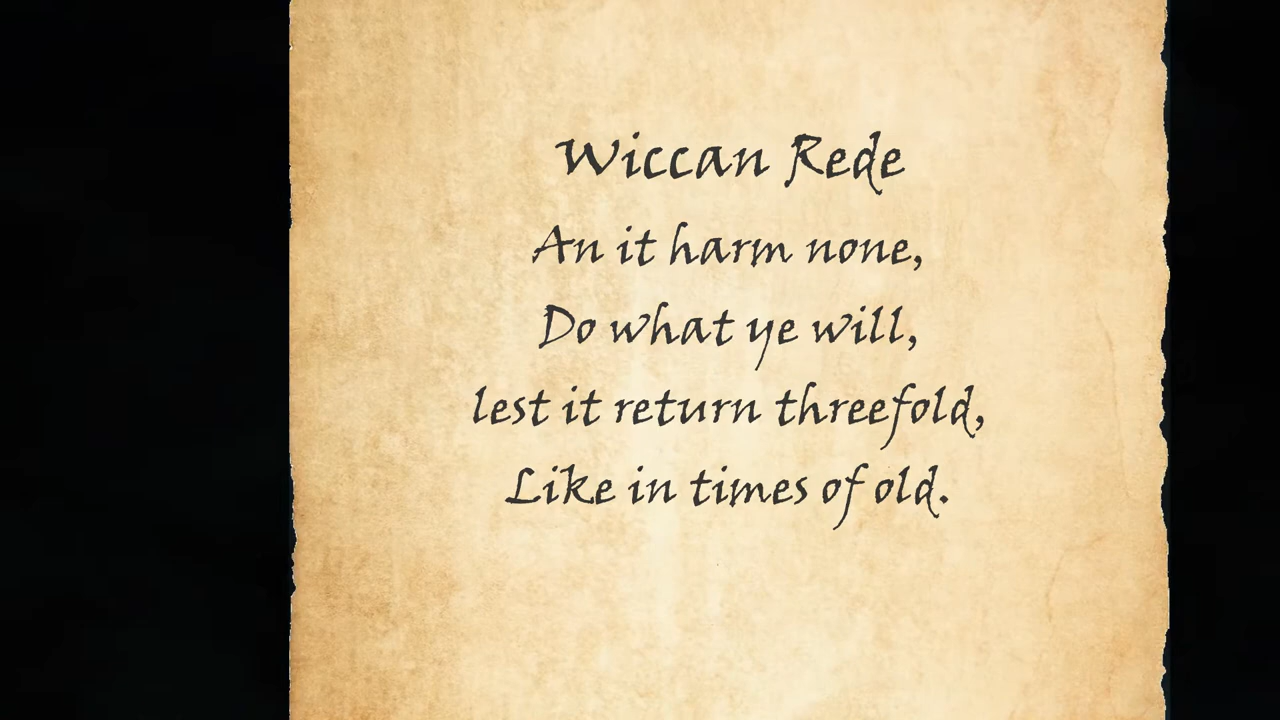 Wiccan Rede
An it harm none,
Do what ye will,
lest it return threefold,
Like in times of old.